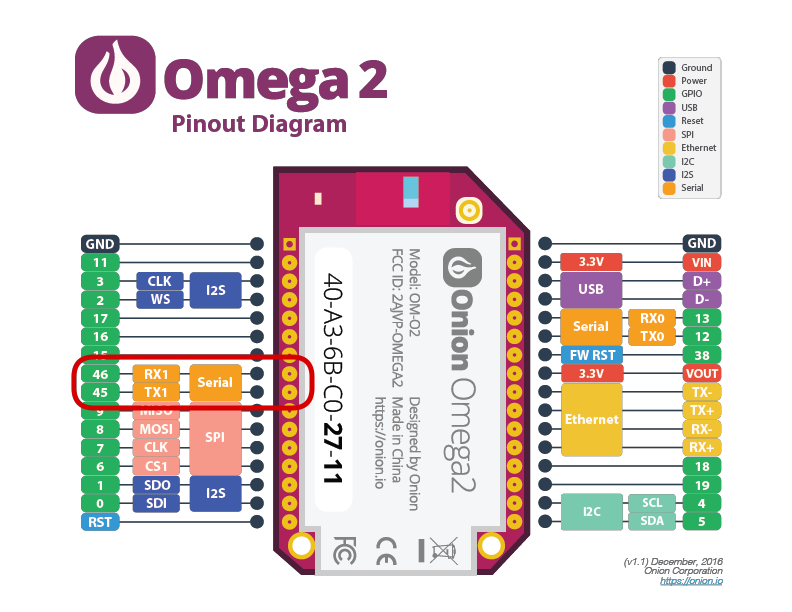 Omega 2
Pinout Diagram
Ground
Power
GPIO
USB
Reset
SPI
Ethernet
I2C
I2S
Serial
GND
11
3 CLK I2S
2 WS
17
16
15
46 RX1 Serial
45 TX1
9 MISO SPI
8 MOSI
7 CLK
6 CS1
1 SDO I2S
0 SDI
RST
40-A3-6B-C0-27-11
Model: OM-O2
FCC ID: 2AJVP-OMEGA2
Designed by Onion
Made in China
https://onion.io
Onion Omega2
FC CE
GND
3.3V VIN
USB D+
D-
Serial RX0 13
TX0 12
FW RST 38
3.3V VOUT
Ethernet TX-
TX+
RX-
RX+
18
19
I2C SCL 4
SDA 5
(v1.1) December, 2016
Onion Corporation
https://onion.io